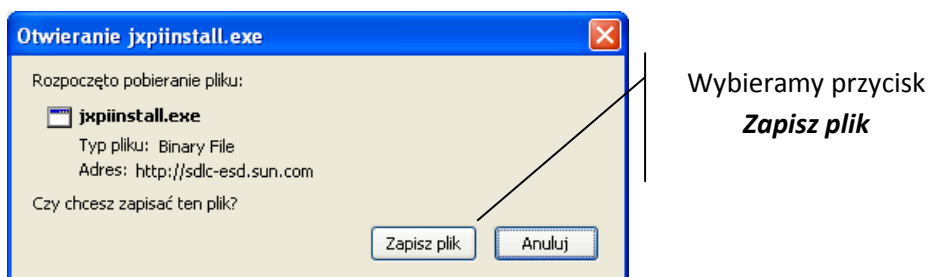 Otwieranie jxpiinstall.exe
Rozpoczęto pobieranie pliku:
jxpiinstall.exe
Typ pliku: Binary File
Adres: http://sdlc-esd.sun.com
Czy chcesz zapisać ten plik?
Zapisz plik
Anuluj
Wybieramy przycisk
Zapisz plik